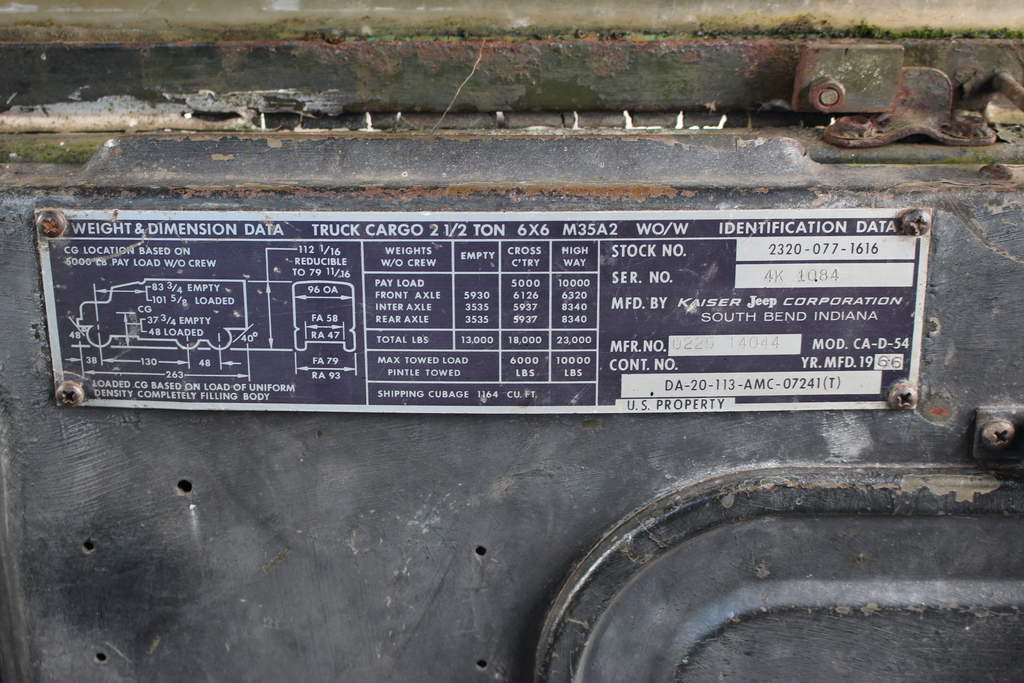 WEIGHT & DIMENSION DATA TRUCK CARGO 2 1/2 TON 6X6 M35A2 WO/W IDENTIFICATION DATA
CG LOCATION BASED ON
5000 LB PAY LOAD W/O CREW
83 3/4 EMPTY
101 5/8 LOADED
CG
37 3/4 EMPTY
48 LOADED
48°
40°
38
130
48
263
LOADED CG BASED ON LOAD OF UNIFORM
DENSITY COMPLETELY FILLING BODY
112 1/16
REDUCIBLE
TO 79 11/16
96 OA
FA 58
RA 47
FA 79
RA 93
WEIGHTS W/O CREW EMPTY CROSS C'TRY HIGH WAY
PAY LOAD 5000 10000
FRONT AXLE 5930 6126 6320
INTER AXLE 3535 5937 8340
REAR AXLE 3535 5937 8340
TOTAL LBS 13,000 18,000 23,000
MAX TOWED LOAD 6000 10000
PINTLE TOWED LBS LBS
SHIPPING CUBAGE 1164 CU. FT.
STOCK NO. 2320-077-1616
SER. NO. 4K 1084
MFD. BY KAISER Jeep CORPORATION
SOUTH BEND INDIANA
MFR. NO. 0226 14044 MOD. CA-D-54
CONT. NO. YR. MFD. 1966
DA-20-113-AMC-07241(T)
U.S. PROPERTY